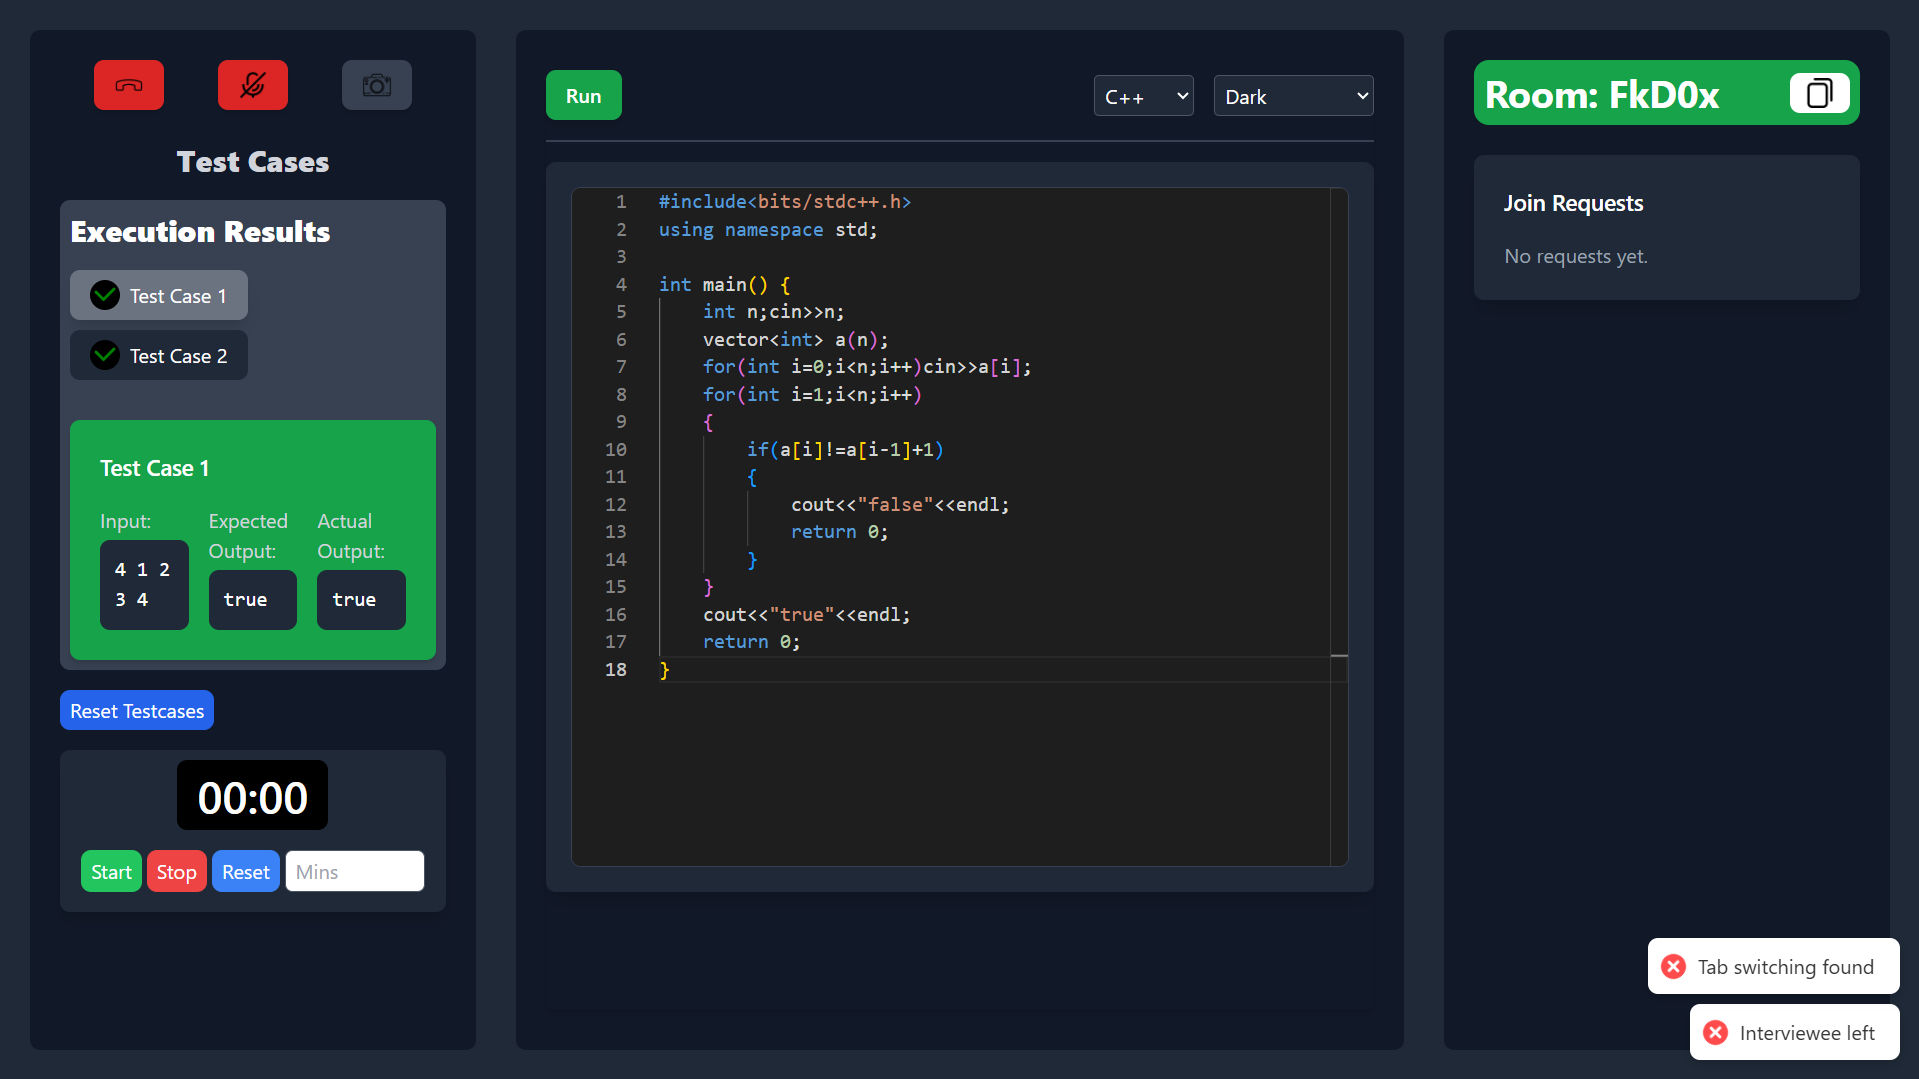 Test Cases
Execution Results
Test Case 1
Test Case 2
Test Case 1
Input:
4 1 2
3 4
Expected
Output:
true
Actual
Output:
true
Reset Testcases
00:00
Start Stop Reset Mins
Run C++ Dark
1 #include<bits/stdc++.h>
2 using namespace std;
3
4 int main() {
5 int n;cin>>n;
6 vector<int> a(n);
7 for(int i=0;i<n;i++)cin>>a[i];
8 for(int i=1;i<n;i++)
9 {
10 if(a[i]!=a[i-1]+1)
11 {
12 cout<<"false"<<endl;
13 return 0;
14 }
15 }
16 cout<<"true"<<endl;
17 return 0;
18 }
Room: FkD0x
Join Requests
No requests yet.
Tab switching found
Interviewee left